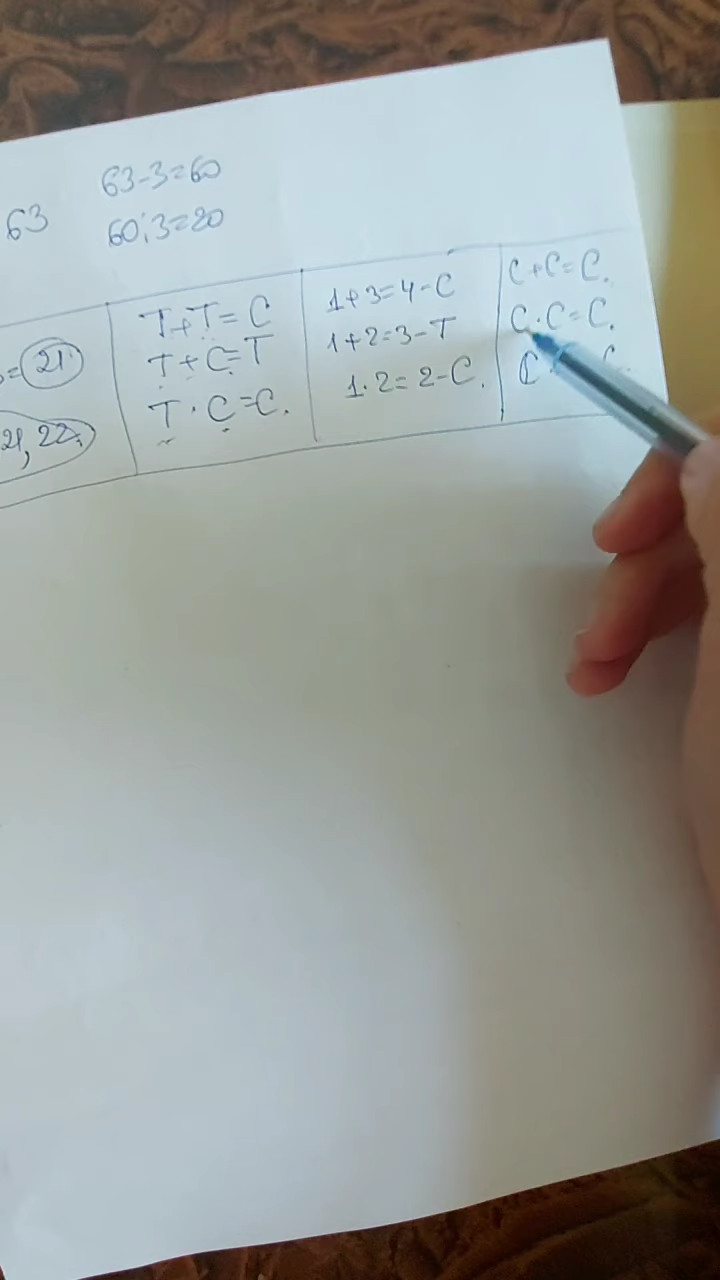 63-3=60
63
60:3=20
=21
21, 22.
T+T=C
T+C=T
T·C=C.
1+3=4-C
1+2=3-T
1·2=2-C.
C+C=C.
C·C=C.
C C.